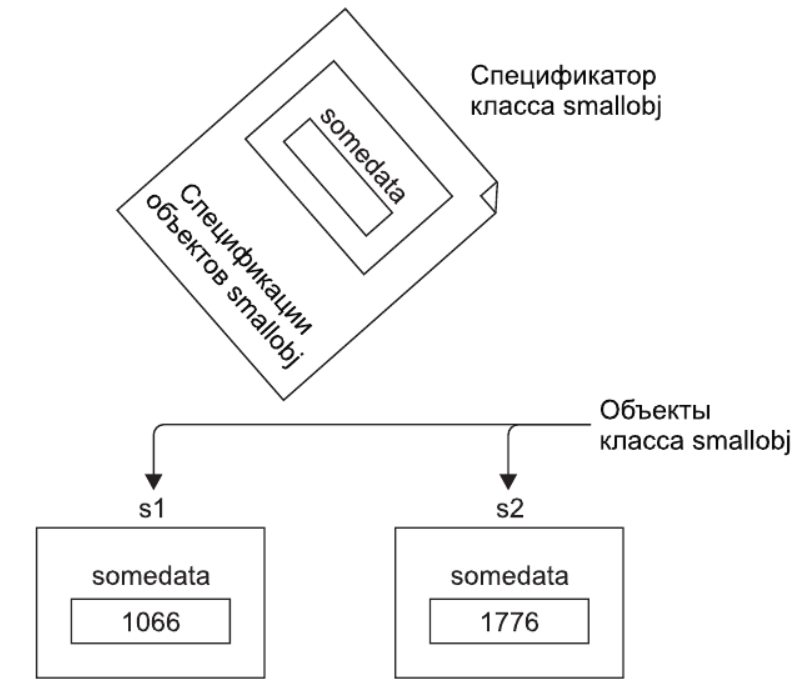 Спецификатор
класса smallobj
somedata
Спецификации
объектов smallobj
Объекты
класса smallobj
s1
s2
somedata
somedata
1066
1776